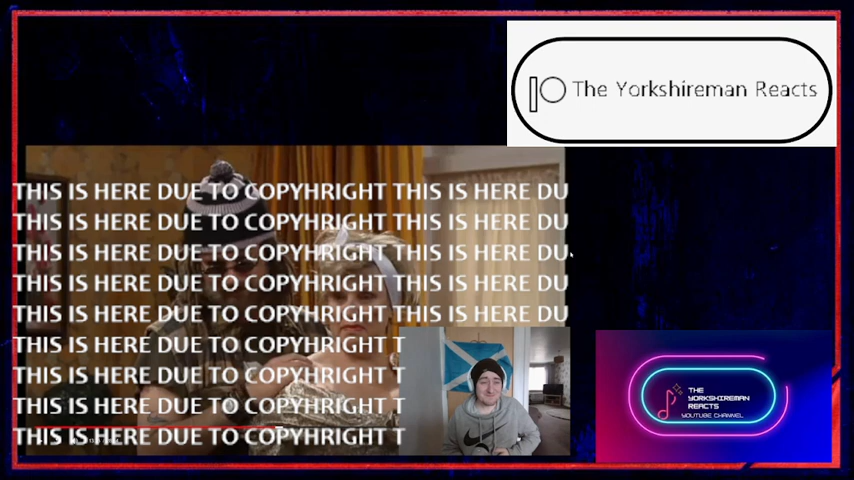 The Yorkshireman Reacts
THIS IS HERE DUE TO COPYHRIGHT THIS IS HERE DU
THIS IS HERE DUE TO COPYHRIGHT THIS IS HERE DU
THIS IS HERE DUE TO COPYHRIGHT THIS IS HERE DU
THIS IS HERE DUE TO COPYHRIGHT THIS IS HERE DU
THIS IS HERE DUE TO COPYHRIGHT THIS IS HERE DU
THIS IS HERE DUE TO COPYHRIGHT T
THIS IS HERE DUE TO COPYHRIGHT T
THIS IS HERE DUE TO COPYHRIGHT T
THIS IS HERE DUE TO COPYHRIGHT T
THE
YORKSHIREMAN
REACTS
YOUTUBE CHANNEL